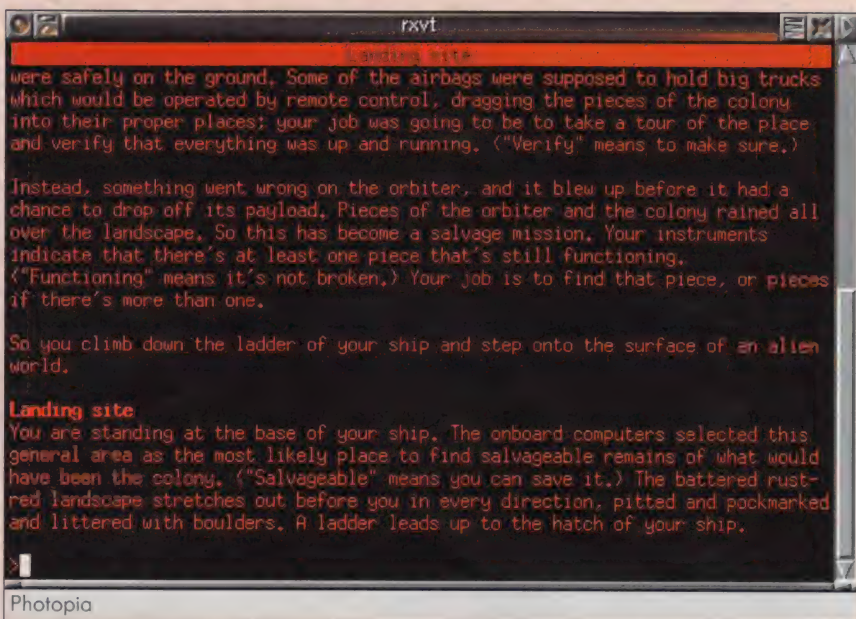 rxvt
Landing site
were safely on the ground. Some of the airbags were supposed to hold big trucks
which would be operated by remote control, dragging the pieces of the colony
into their proper places; your job was going to be to take a tour of the place
and verify that everything was up and running. ("Verify" means to make sure.)
Instead, something went wrong on the orbiter, and it blew up before it had a
chance to drop off its payload. Pieces of the orbiter and the colony rained all
over the landscape. So this has become a salvage mission. Your instruments
indicate that there's at least one piece that's still functioning.
("Functioning" means it's not broken.) Your job is to find that piece, or pieces
if there's more than one.
So you climb down the ladder of your ship and step onto the surface of an alien
world.
Landing site
You are standing at the base of your ship. The onboard computers selected this
general area as the most likely place to find salvageable remains of what would
have been the colony. ("Salvageable" means you can save it.) The battered rust-
red landscape stretches out before you in every direction, pitted and pockmarked
and littered with boulders. A ladder leads up to the hatch of your ship.
>
Photopia